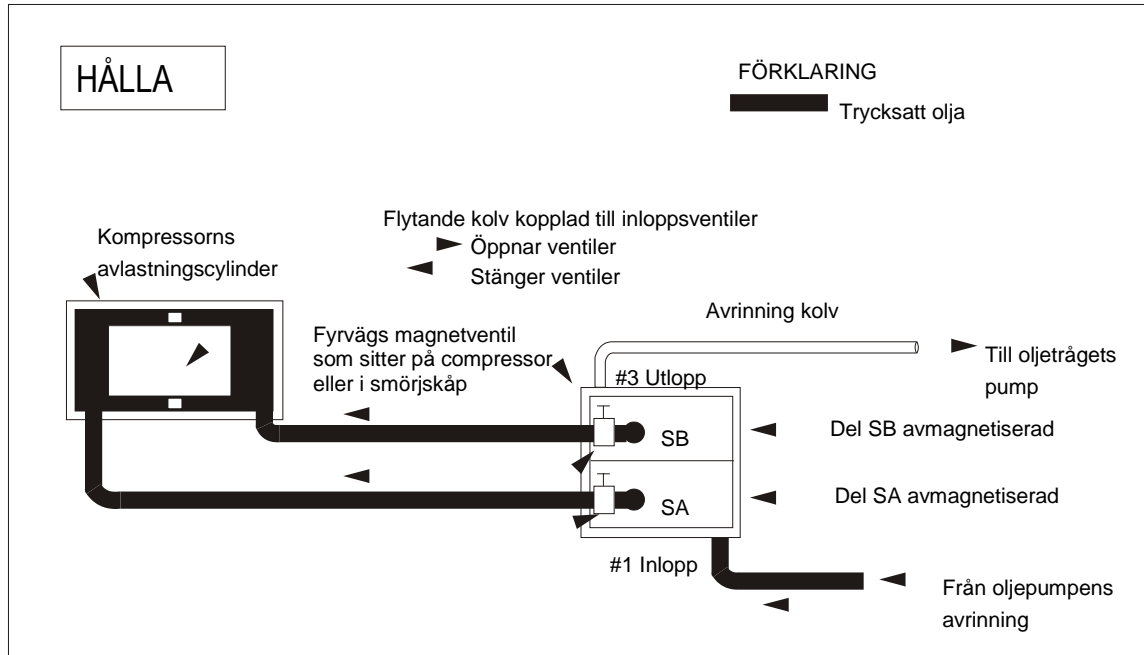 HÅLLA
FÖRKLARING
Trycksatt olja
Flytande kolv kopplad till inloppsventiler
Öppnar ventiler
Stänger ventiler
Kompressorns
avlastningscylinder
Fyrvägs magnetventil
som sitter på compressor
eller i smörjskåp
Avrinning kolv
Till oljetrågets
pump
#3 Utlopp
SB
Del SB avmagnetiserad
SA
Del SA avmagnetiserad
#1 Inlopp
Från oljepumpens
avrinning